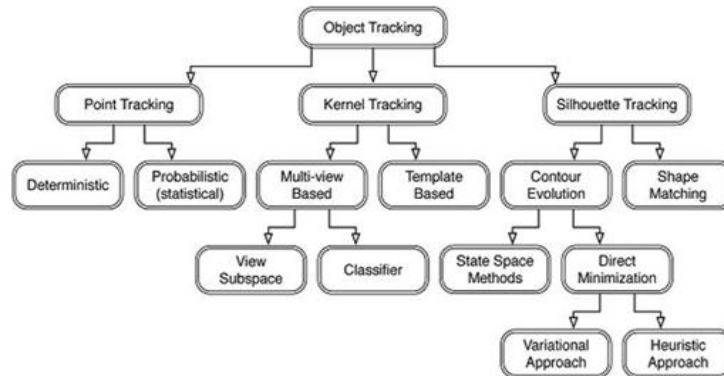 Object Tracking
Point Tracking
Kernel Tracking
Silhouette Tracking
Deterministic
Probabilistic
(statistical)
Multi-view
Based
Template
Based
Contour
Evolution
Shape
Matching
View
Subspace
Classifier
State Space
Methods
Direct
Minimization
Variational
Approach
Heuristic
Approach